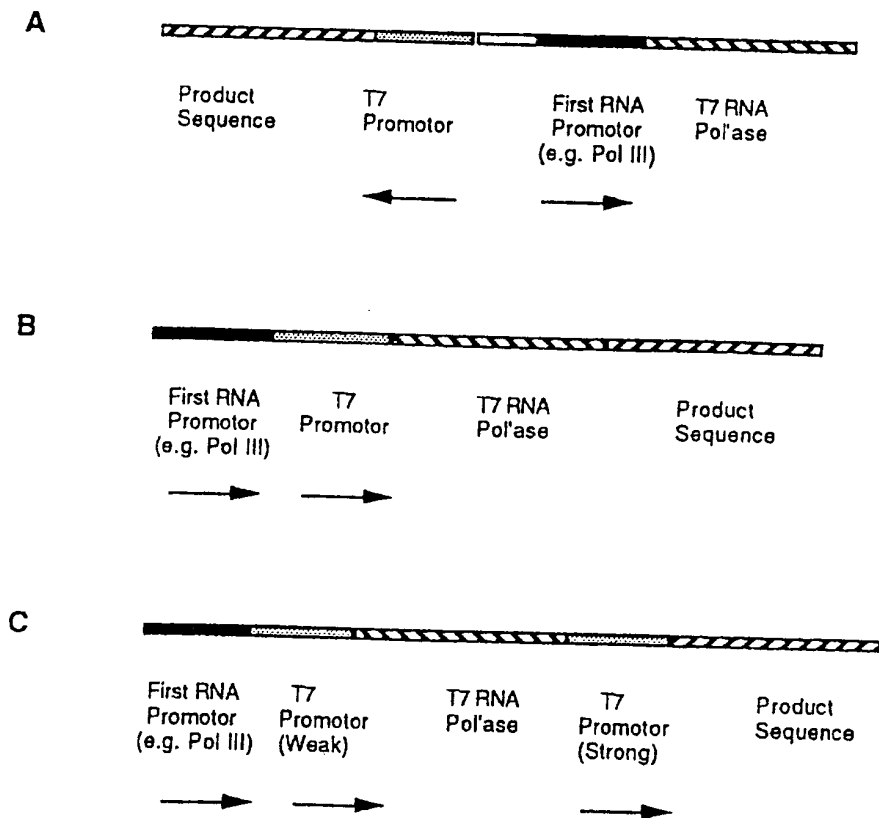 A
Product
Sequence
T7
Promotor
First RNA
Promotor
(e.g. Pol III)
T7 RNA
Pol'ase
B
First RNA
Promotor
(e.g. Pol III)
T7
Promotor
T7 RNA
Pol'ase
Product
Sequence
C
First RNA
Promotor
(e.g. Pol III)
T7
Promotor
(Weak)
T7 RNA
Pol'ase
T7
Promotor
(Strong)
Product
Sequence